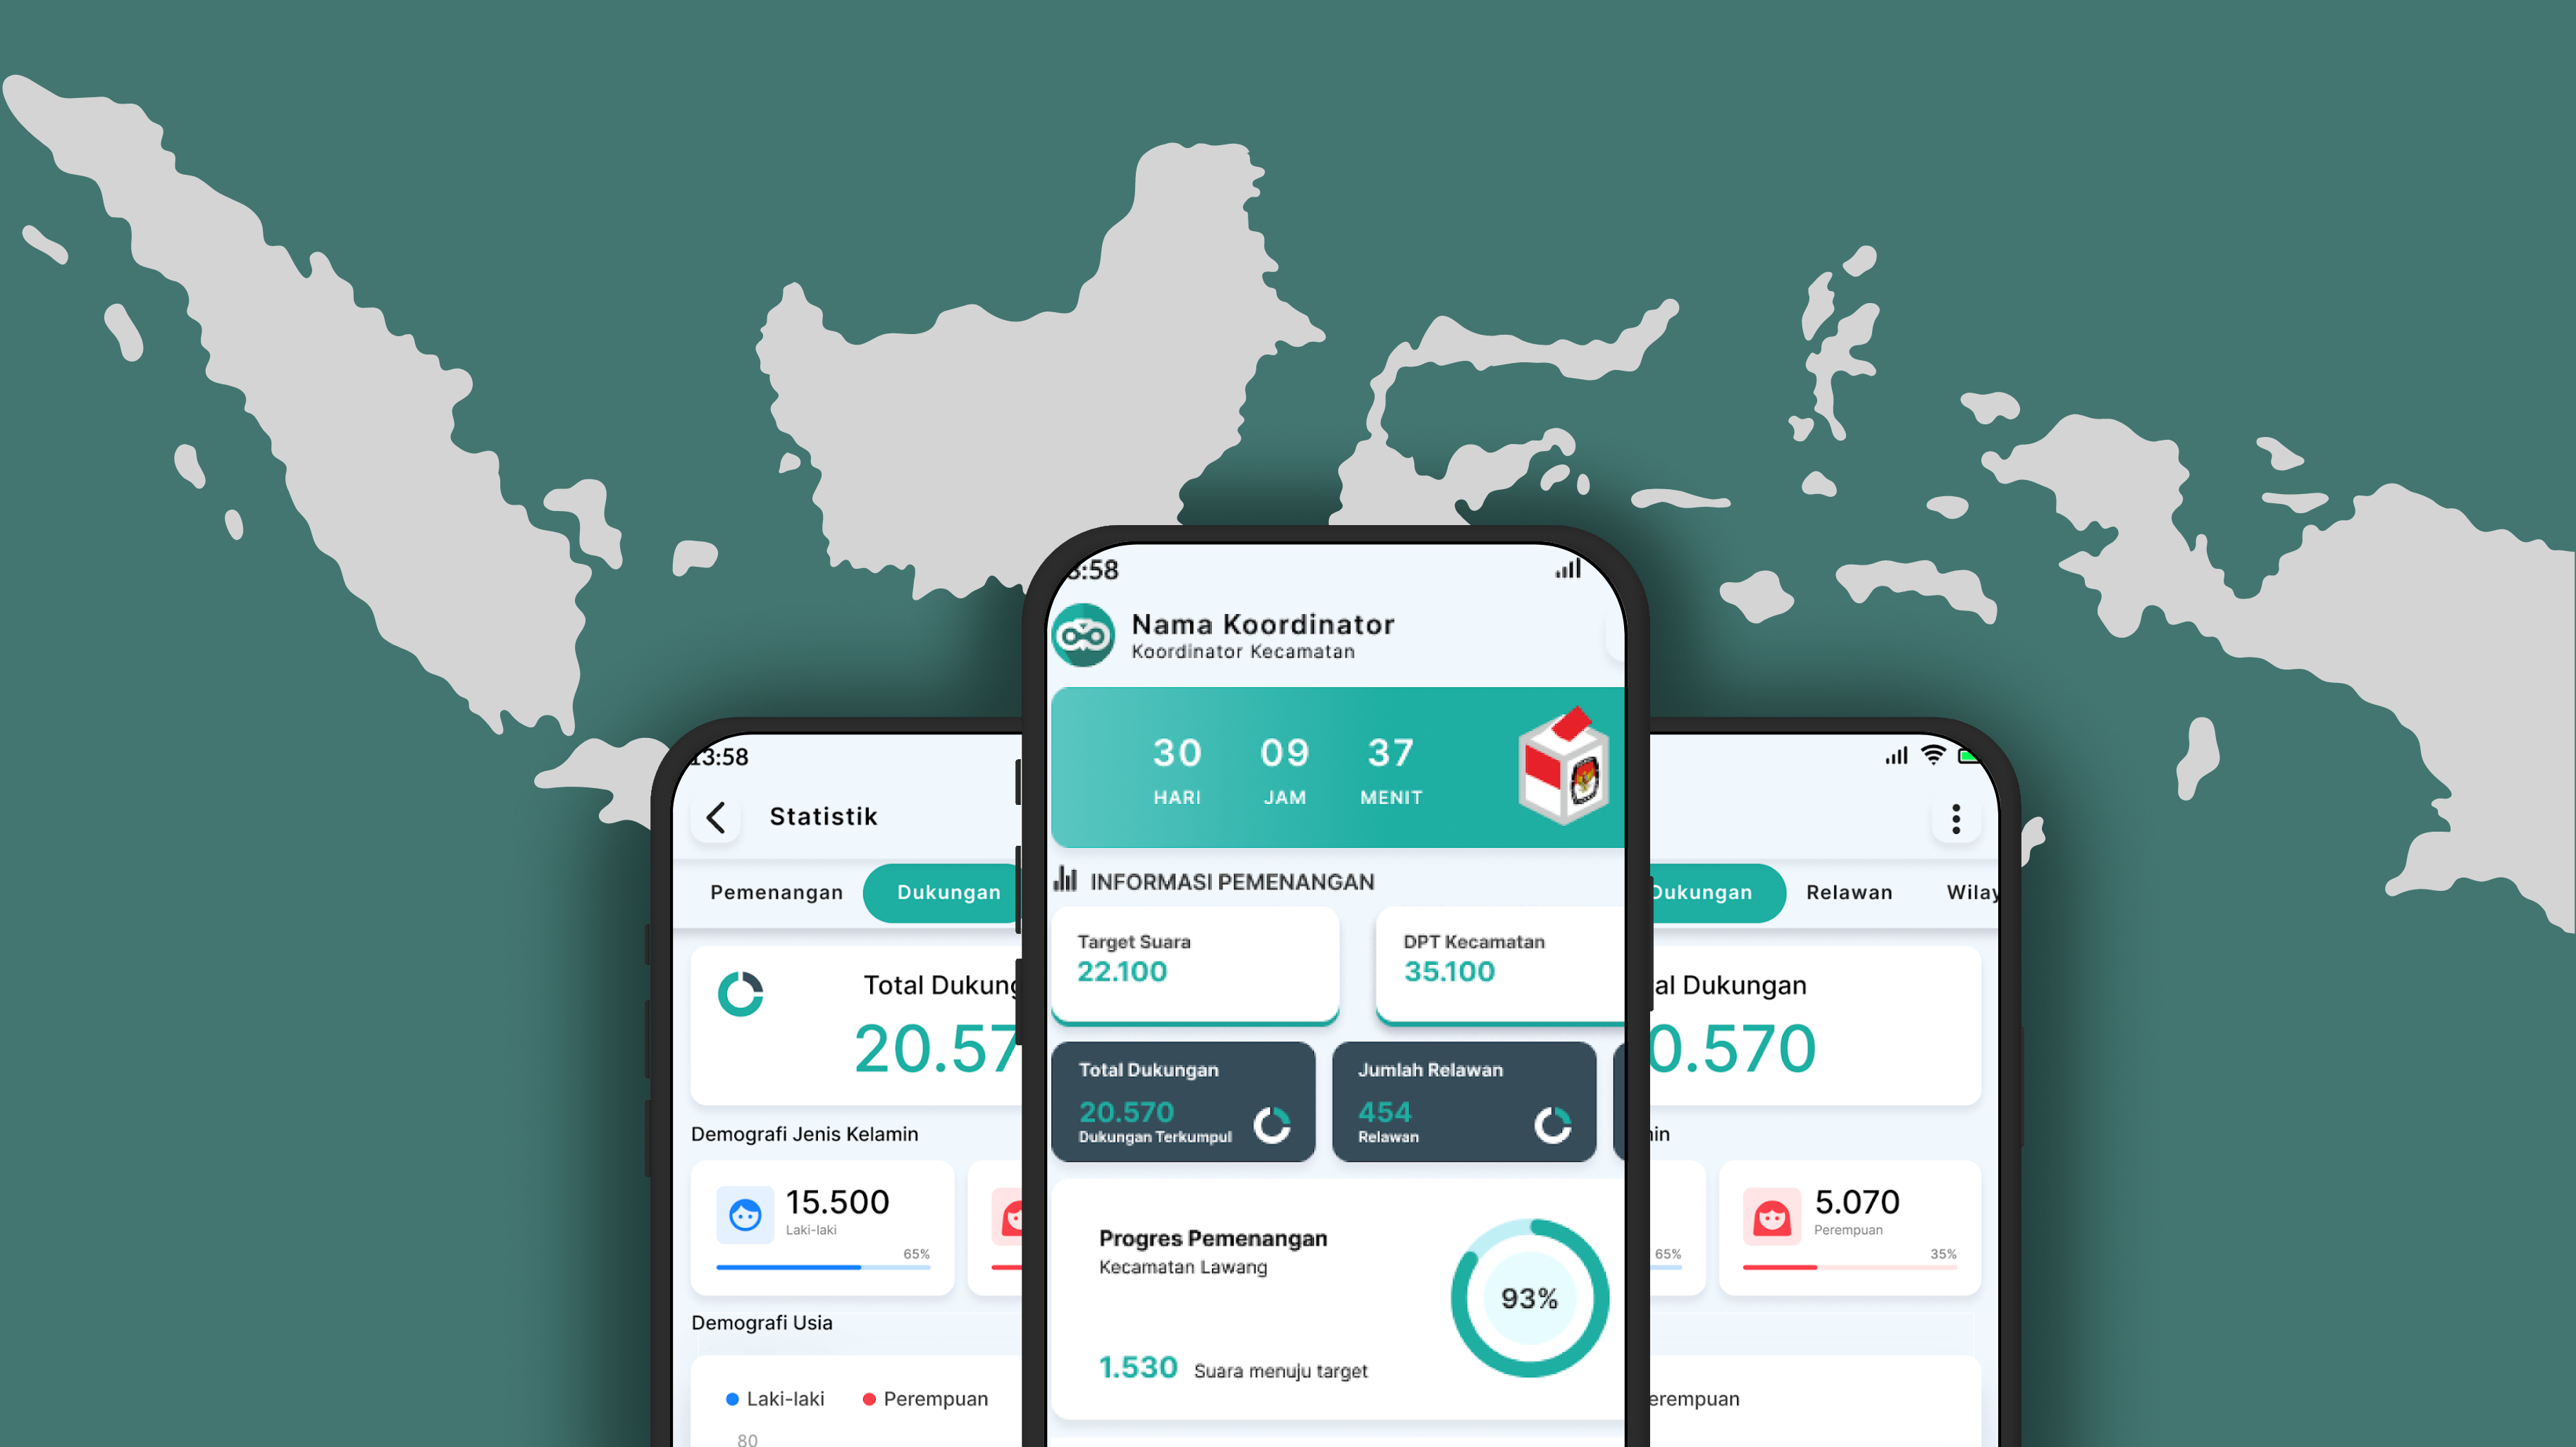 13:58
Statistik
Pemenangan
Dukungan
Total Dukung
20.57
Demografi Jenis Kelamin
15.500
Laki-laki
65%
Demografi Usia
Laki-laki
Perempuan
80
3:58
Nama Koordinator
Koordinator Kecamatan
30 09 37
HARI JAM MENIT
INFORMASI PEMENANGAN
Target Suara
22.100
DPT Kecamatan
35.100
Total Dukungan
20.570
Dukungan Terkumpul
Jumlah Relawan
454
Relawan
Progres Pemenangan
Kecamatan Lawang
93%
1.530 Suara menuju target
Dukungan
Relawan
Wilay
al Dukungan
0.570
in
65%
5.070
Perempuan
35%
erempuan